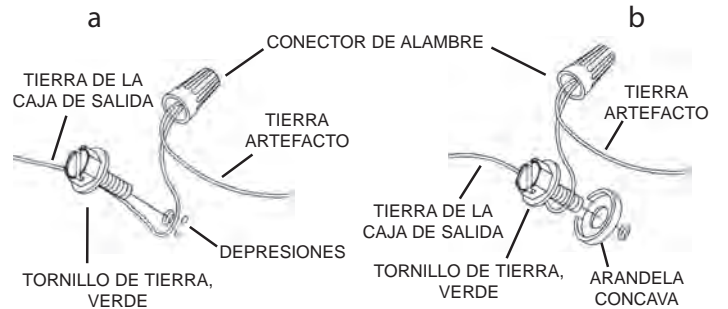 a
b
CONECTOR DE ALAMBRE
TIERRA DE LA
CAJA DE SALIDA
TIERRA
ARTEFACTO
TIERRA
ARTEFACTO
TIERRA DE LA
CAJA DE SALIDA
DEPRESIONES
TORNILLO DE TIERRA,
VERDE
TORNILLO DE TIERRA,
VERDE
ARANDELA
CONCAVA